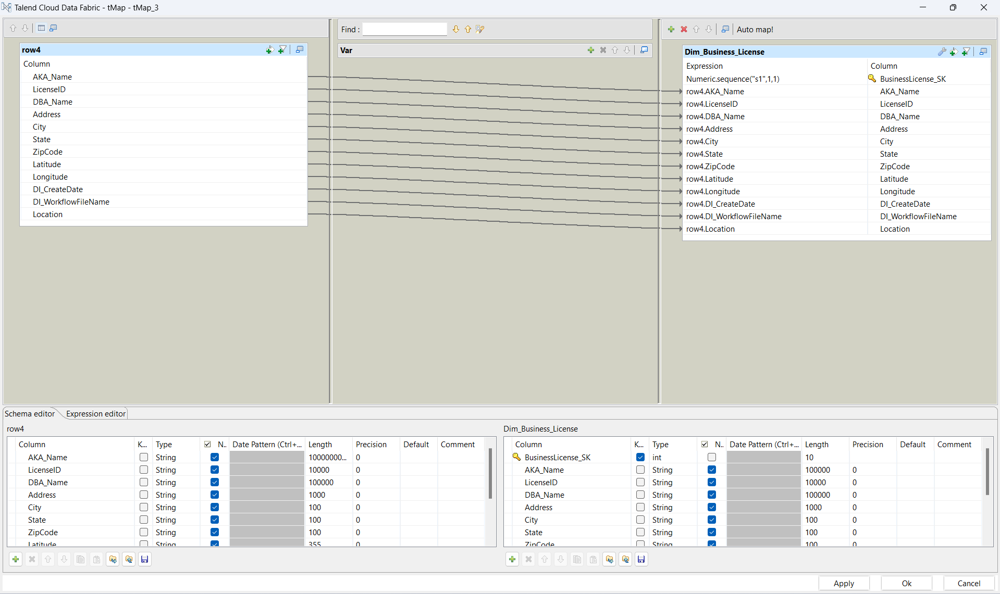 Talend Cloud Data Fabric - tMap - tMap_3
Find :
Auto map!
row4
Column
AKA_Name
LicenseID
DBA_Name
Address
City
State
ZipCode
Latitude
Longitude
DI_CreateDate
DI_WorkflowFileName
Location
Var
Dim_Business_License
Expression Column
Numeric.sequence("s1",1,1) BusinessLicense_SK
row4.AKA_Name AKA_Name
row4.LicenseID LicenseID
row4.DBA_Name DBA_Name
row4.Address Address
row4.City City
row4.State State
row4.ZipCode ZipCode
row4.Latitude Latitude
row4.Longitude Longitude
row4.DI_CreateDate DI_CreateDate
row4.DI_WorkflowFileName DI_WorkflowFileName
row4.Location Location
Schema editor Expression editor
row4
Column K... Type N.. Date Pattern (Ctrl+... Length Precision Default Comment
AKA_Name String 10000000... 0
LicenseID String 10000 0
DBA_Name String 100000 0
Address String 1000 0
City String 100 0
State String 100 0
ZipCode String 100 0
Latitude String 355 0
Dim_Business_License
Column K... Type N.. Date Pattern (Ctrl+... Length Precision Default Comment
BusinessLicense_SK int 10
AKA_Name String 100000 0
LicenseID String 10000 0
DBA_Name String 100000 0
Address String 1000 0
City String 100 0
State String 100 0
ZipCode String 100 0
Apply Ok Cancel